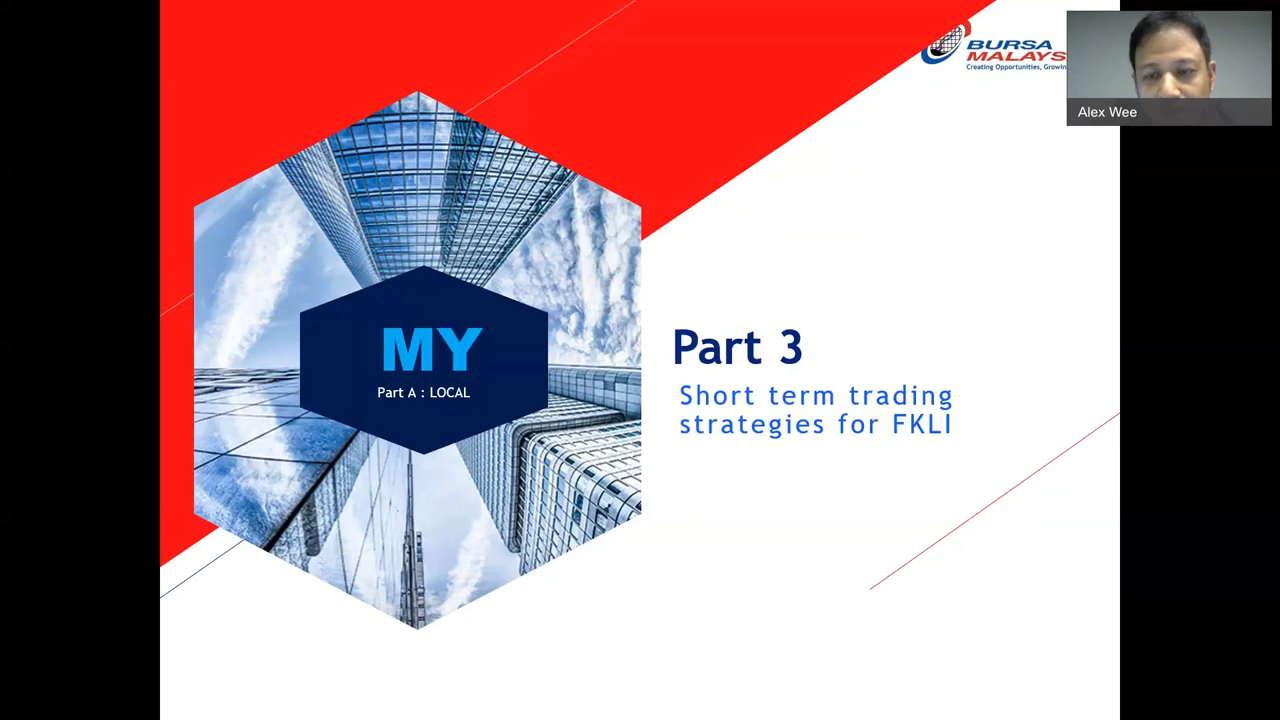 BURSA
MALAYS
Creating Opportunities, Growin
Alex Wee
MY
Part A : LOCAL
Part 3
Short term trading
strategies for FKLI